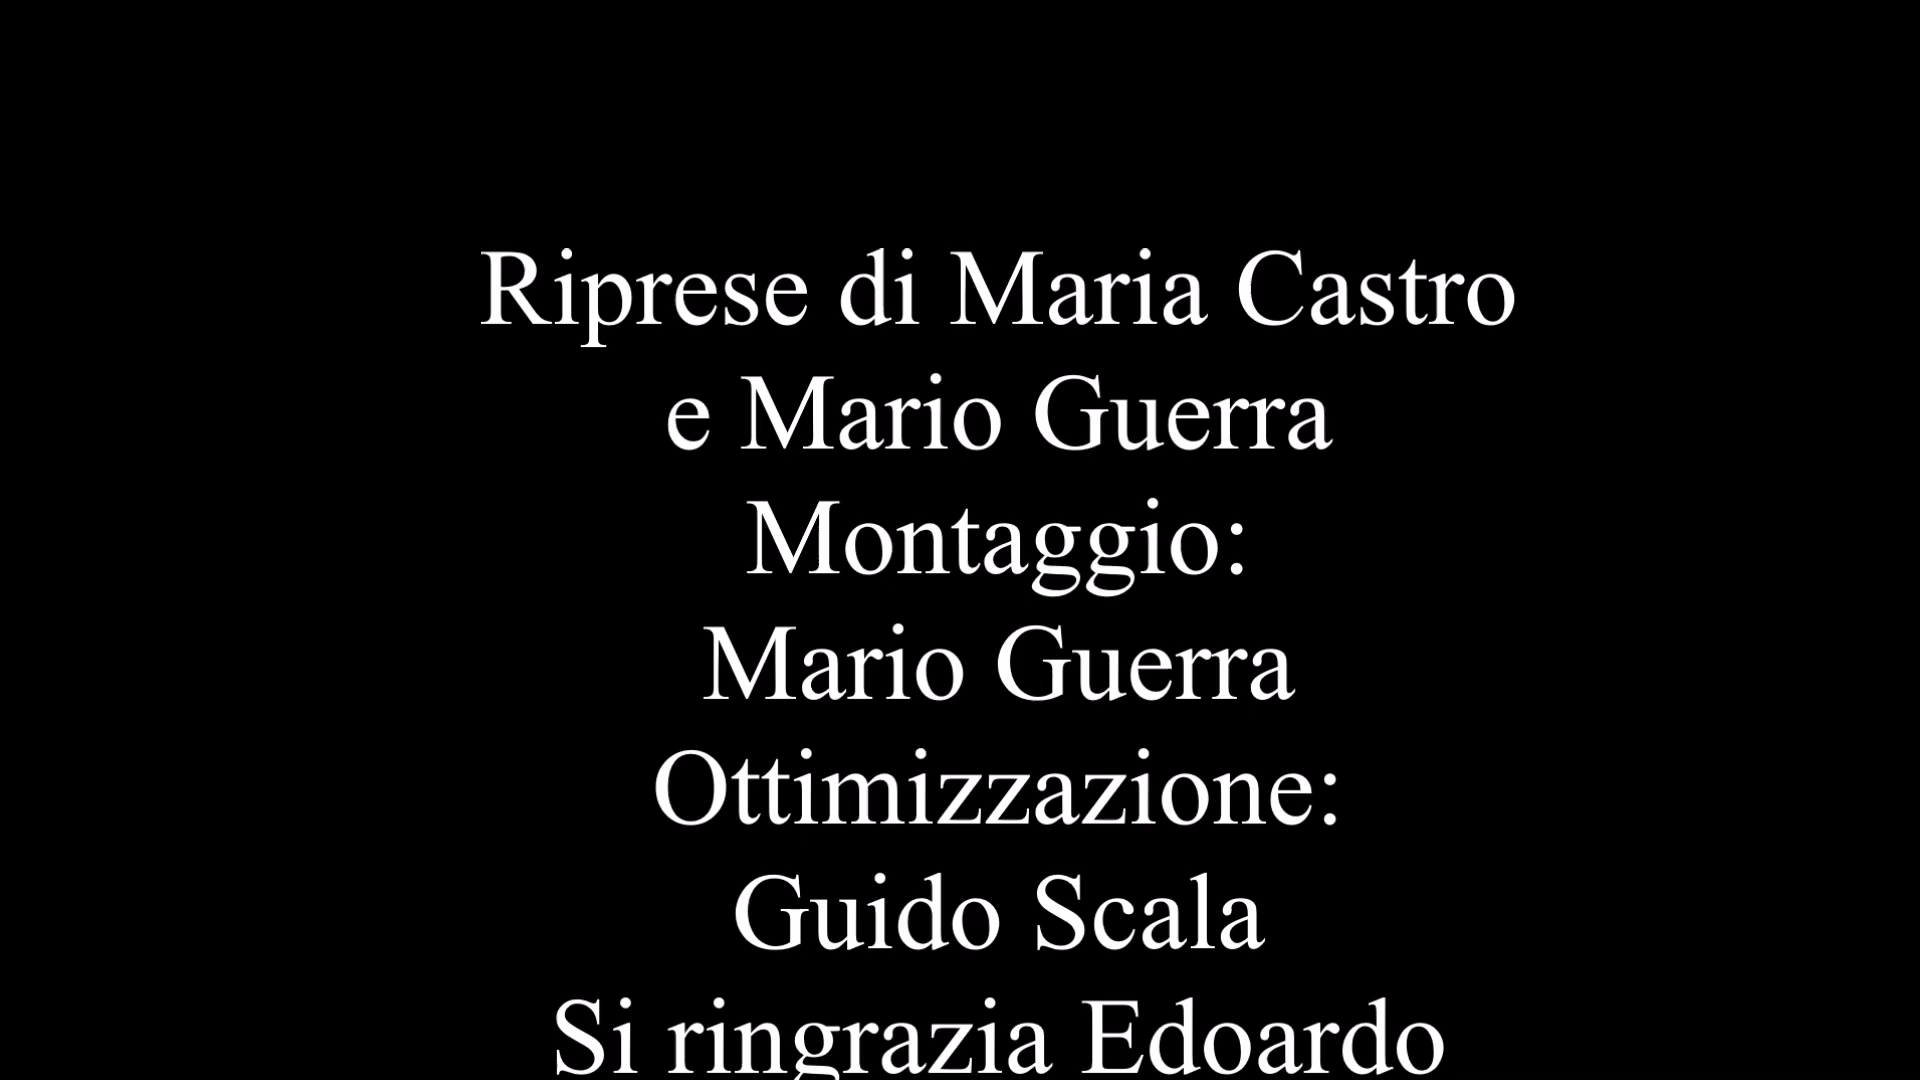 Riprese di Maria Castro
e Mario Guerra
Montaggio:
Mario Guerra
Ottimizzazione:
Guido Scala
Si ringrazia Edoardo